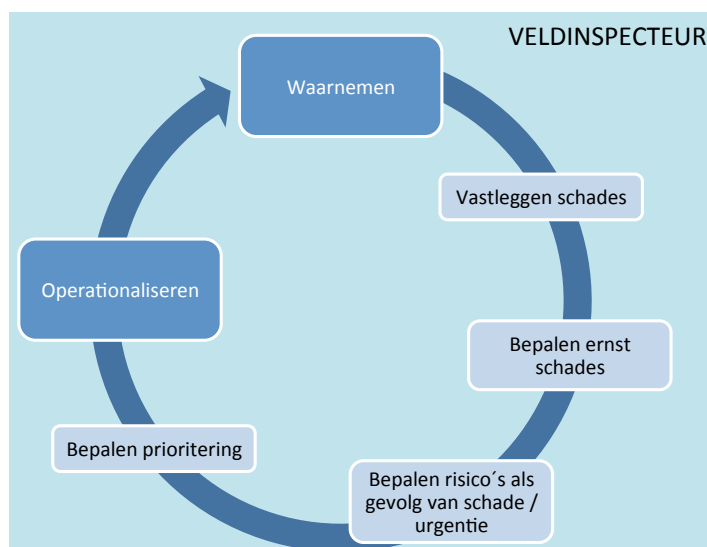 VELDINSPECTEUR
Waarnemen
Vastleggen schades
Bepalen ernst
schades
Bepalen risico´s als
gevolg van schade /
urgentie
Bepalen prioritering
Operationaliseren